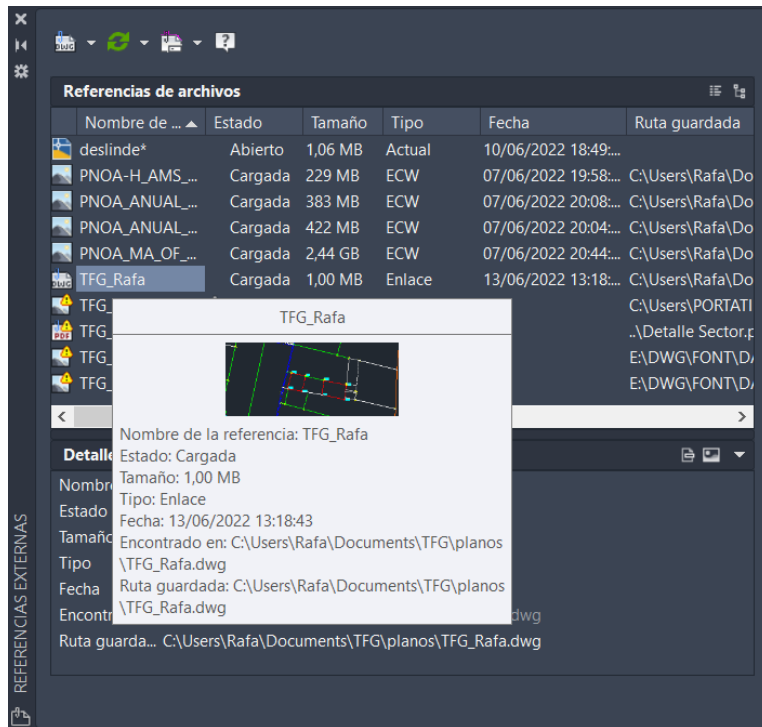 DWG
?
Referencias de archivos
Nombre de ... Estado Tamaño Tipo Fecha Ruta guardada
deslinde* Abierto 1,06 MB Actual 10/06/2022 18:49:...
PNOA-H_AMS_... Cargada 229 MB ECW 07/06/2022 19:58:... C:\Users\Rafa\Do
PNOA_ANUAL_... Cargada 383 MB ECW 07/06/2022 20:08:... C:\Users\Rafa\Do
PNOA_ANUAL_... Cargada 422 MB ECW 07/06/2022 20:04:... C:\Users\Rafa\Do
PNOA_MA_OF_... Cargada 2,44 GB ECW 07/06/2022 20:44:... C:\Users\Rafa\Do
DWG TFG_Rafa Cargada 1,00 MB Enlace 13/06/2022 13:18:... C:\Users\Rafa\Do
TFG_ C:\Users\PORTATI
PDF TFG_ ..\Detalle Sector.p
TFG_ E:\DWG\FONT\DA
TFG_ E:\DWG\FONT\DA
TFG_Rafa
Nombre de la referencia: TFG_Rafa
Estado: Cargada
Tamaño: 1,00 MB
Tipo: Enlace
Fecha: 13/06/2022 13:18:43
Encontrado en: C:\Users\Rafa\Documents\TFG\planos
\TFG_Rafa.dwg
Ruta guardada: C:\Users\Rafa\Documents\TFG\planos
\TFG_Rafa.dwg
Detalle
Nombre
Estado
Tamaño
Tipo
Fecha
Encontr dwg
Ruta guarda... C:\Users\Rafa\Documents\TFG\planos\TFG_Rafa.dwg
REFERENCIAS EXTERNAS